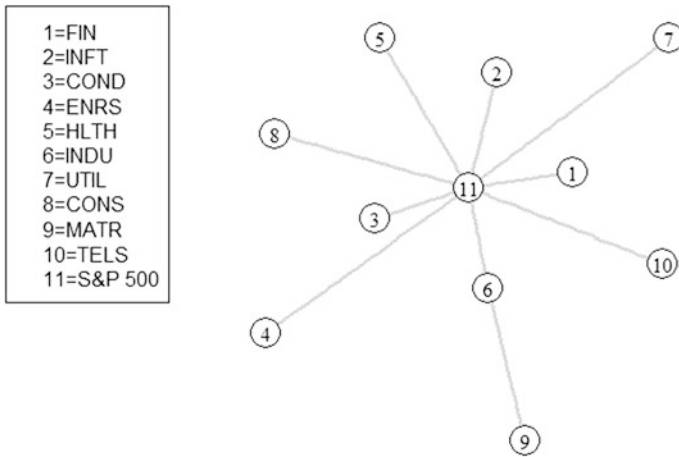 1=FIN
2=INFT
3=COND
4=ENRS
5=HLTH
6=INDU
7=UTIL
8=CONS
9=MATR
10=TELS
11=S&P 500
5
7
2
8
1
11
3
10
6
4
9